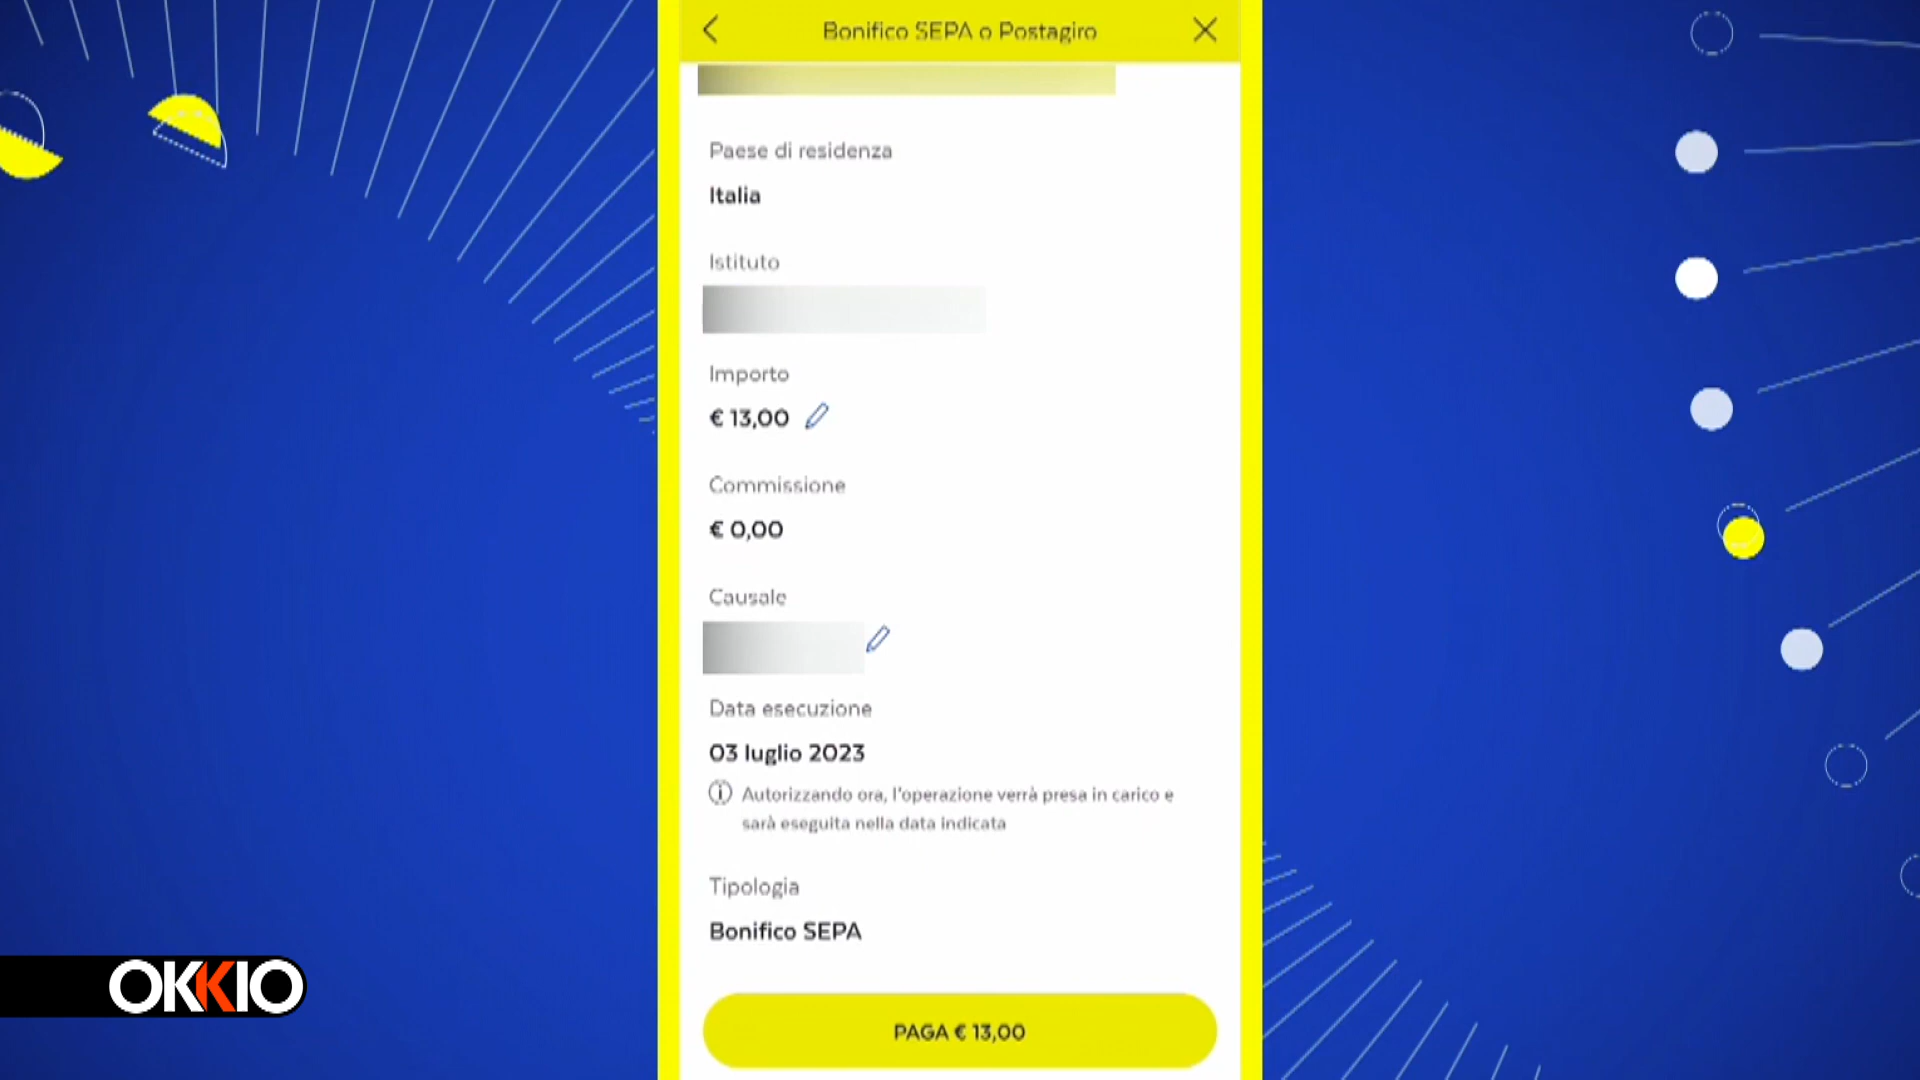 Bonifico SEPA o Postagiro
Paese di residenza
Italia
Istituto
Importo
€ 13,00
Commissione
€ 0,00
Causale
Data esecuzione
03 luglio 2023
Autorizzando ora, l'operazione verrà presa in carico e
sarà eseguita nella data indicata
Tipologia
Bonifico SEPA
PAGA € 13,00
OKKIO